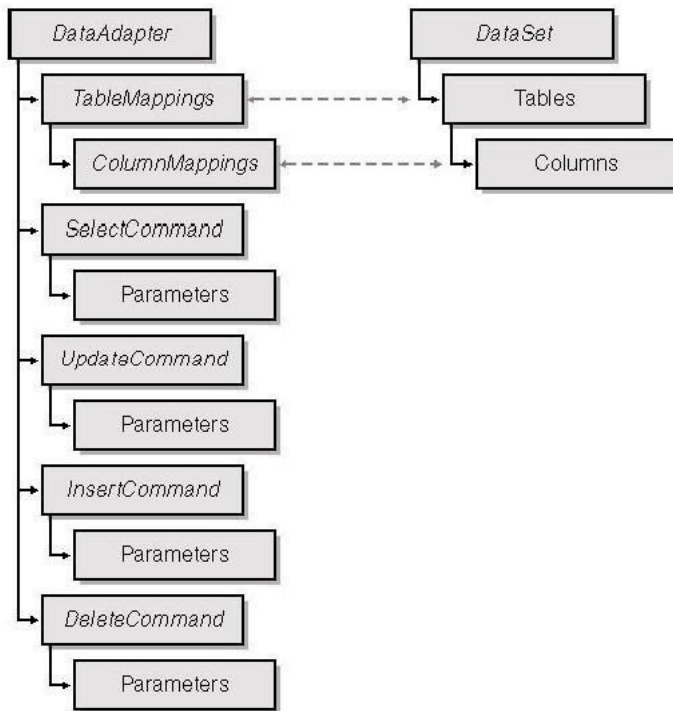 DataAdapter
DataSet
TableMappings
Tables
ColumnMappings
Columns
SelectCommand
Parameters
UpdateCommand
Parameters
InsertCommand
Parameters
DeleteCommand
Parameters